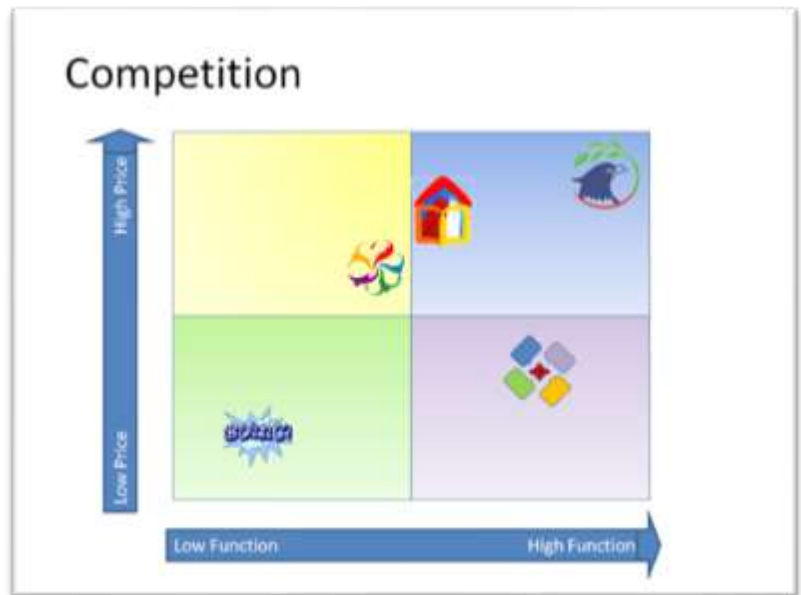 Competition
High Price
Low Price
Low Function
High Function